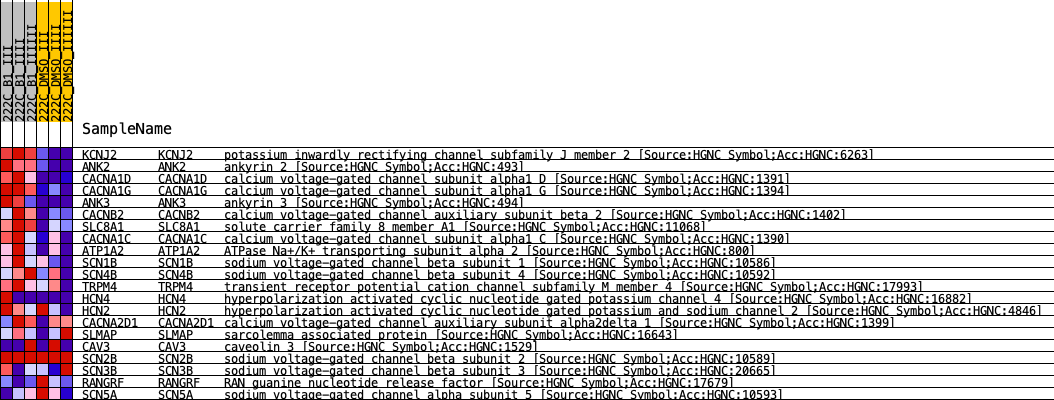 222C_B1_III
222C_B1_IIII
222C_B1_IIIIII
222C_DMSO_III
222C_DMSO_IIII
222C_DMSO_IIIIII
SampleName
KCNJ2 KCNJ2 potassium inwardly rectifying channel subfamily J member 2 [Source:HGNC Symbol;Acc:HGNC:6263]
ANK2 ANK2 ankyrin 2 [Source:HGNC Symbol;Acc:HGNC:493]
CACNA1D CACNA1D calcium voltage-gated channel subunit alpha1 D [Source:HGNC Symbol;Acc:HGNC:1391]
CACNA1G CACNA1G calcium voltage-gated channel subunit alpha1 G [Source:HGNC Symbol;Acc:HGNC:1394]
ANK3 ANK3 ankyrin 3 [Source:HGNC Symbol;Acc:HGNC:494]
CACNB2 CACNB2 calcium voltage-gated channel auxiliary subunit beta 2 [Source:HGNC Symbol;Acc:HGNC:1402]
SLC8A1 SLC8A1 solute carrier family 8 member A1 [Source:HGNC Symbol;Acc:HGNC:11068]
CACNA1C CACNA1C calcium voltage-gated channel subunit alpha1 C [Source:HGNC Symbol;Acc:HGNC:1390]
ATP1A2 ATP1A2 ATPase Na+/K+ transporting subunit alpha 2 [Source:HGNC Symbol;Acc:HGNC:800]
SCN1B SCN1B sodium voltage-gated channel beta subunit 1 [Source:HGNC Symbol;Acc:HGNC:10586]
SCN4B SCN4B sodium voltage-gated channel beta subunit 4 [Source:HGNC Symbol;Acc:HGNC:10592]
TRPM4 TRPM4 transient receptor potential cation channel subfamily M member 4 [Source:HGNC Symbol;Acc:HGNC:17993]
HCN4 HCN4 hyperpolarization activated cyclic nucleotide gated potassium channel 4 [Source:HGNC Symbol;Acc:HGNC:16882]
HCN2 HCN2 hyperpolarization activated cyclic nucleotide gated potassium and sodium channel 2 [Source:HGNC Symbol;Acc:HGNC:4846]
CACNA2D1 CACNA2D1 calcium voltage-gated channel auxiliary subunit alpha2delta 1 [Source:HGNC Symbol;Acc:HGNC:1399]
SLMAP SLMAP sarcolemma associated protein [Source:HGNC Symbol;Acc:HGNC:16643]
CAV3 CAV3 caveolin 3 [Source:HGNC Symbol;Acc:HGNC:1529]
SCN2B SCN2B sodium voltage-gated channel beta subunit 2 [Source:HGNC Symbol;Acc:HGNC:10589]
SCN3B SCN3B sodium voltage-gated channel beta subunit 3 [Source:HGNC Symbol;Acc:HGNC:20665]
RANGRF RANGRF RAN guanine nucleotide release factor [Source:HGNC Symbol;Acc:HGNC:17679]
SCN5A SCN5A sodium voltage-gated channel alpha subunit 5 [Source:HGNC Symbol;Acc:HGNC:10593]